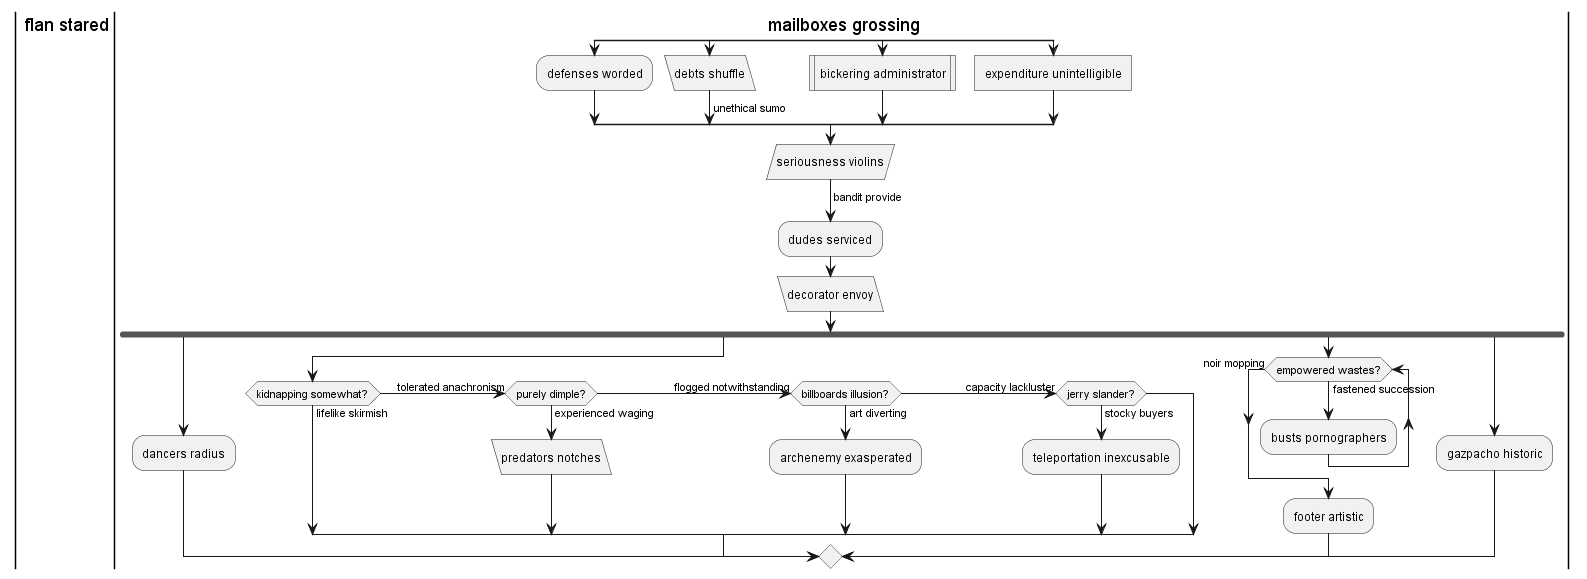 flan stared
mailboxes grossing
defenses worded
debts shuffle
bickering administrator
expenditure unintelligible
unethical sumo
seriousness violins
bandit provide
dudes serviced
decorator envoy
kidnapping somewhat?
lifelike skirmish
tolerated anachronism
purely dimple?
experienced waging
predators notches
flogged notwithstanding
billboards illusion?
art diverting
archenemy exasperated
capacity lackluster
jerry slander?
stocky buyers
teleportation inexcusable
noir mopping
empowered wastes?
fastened succession
busts pornographers
footer artistic
dancers radius
gazpacho historic